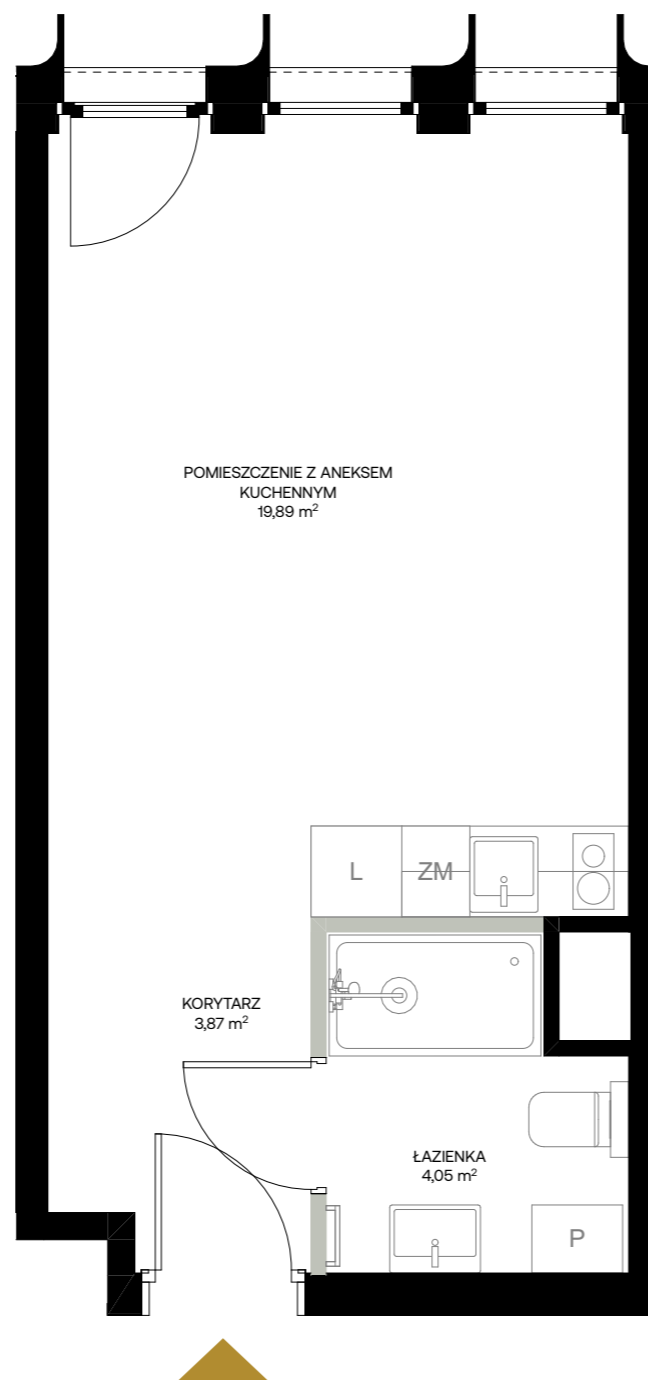 POMIESZCZENIE Z ANEKSEM
KUCHENNYM
19,89 m²
L
ZM
KORYTARZ
3,87 m²
ŁAZIENKA
4,05 m²
P